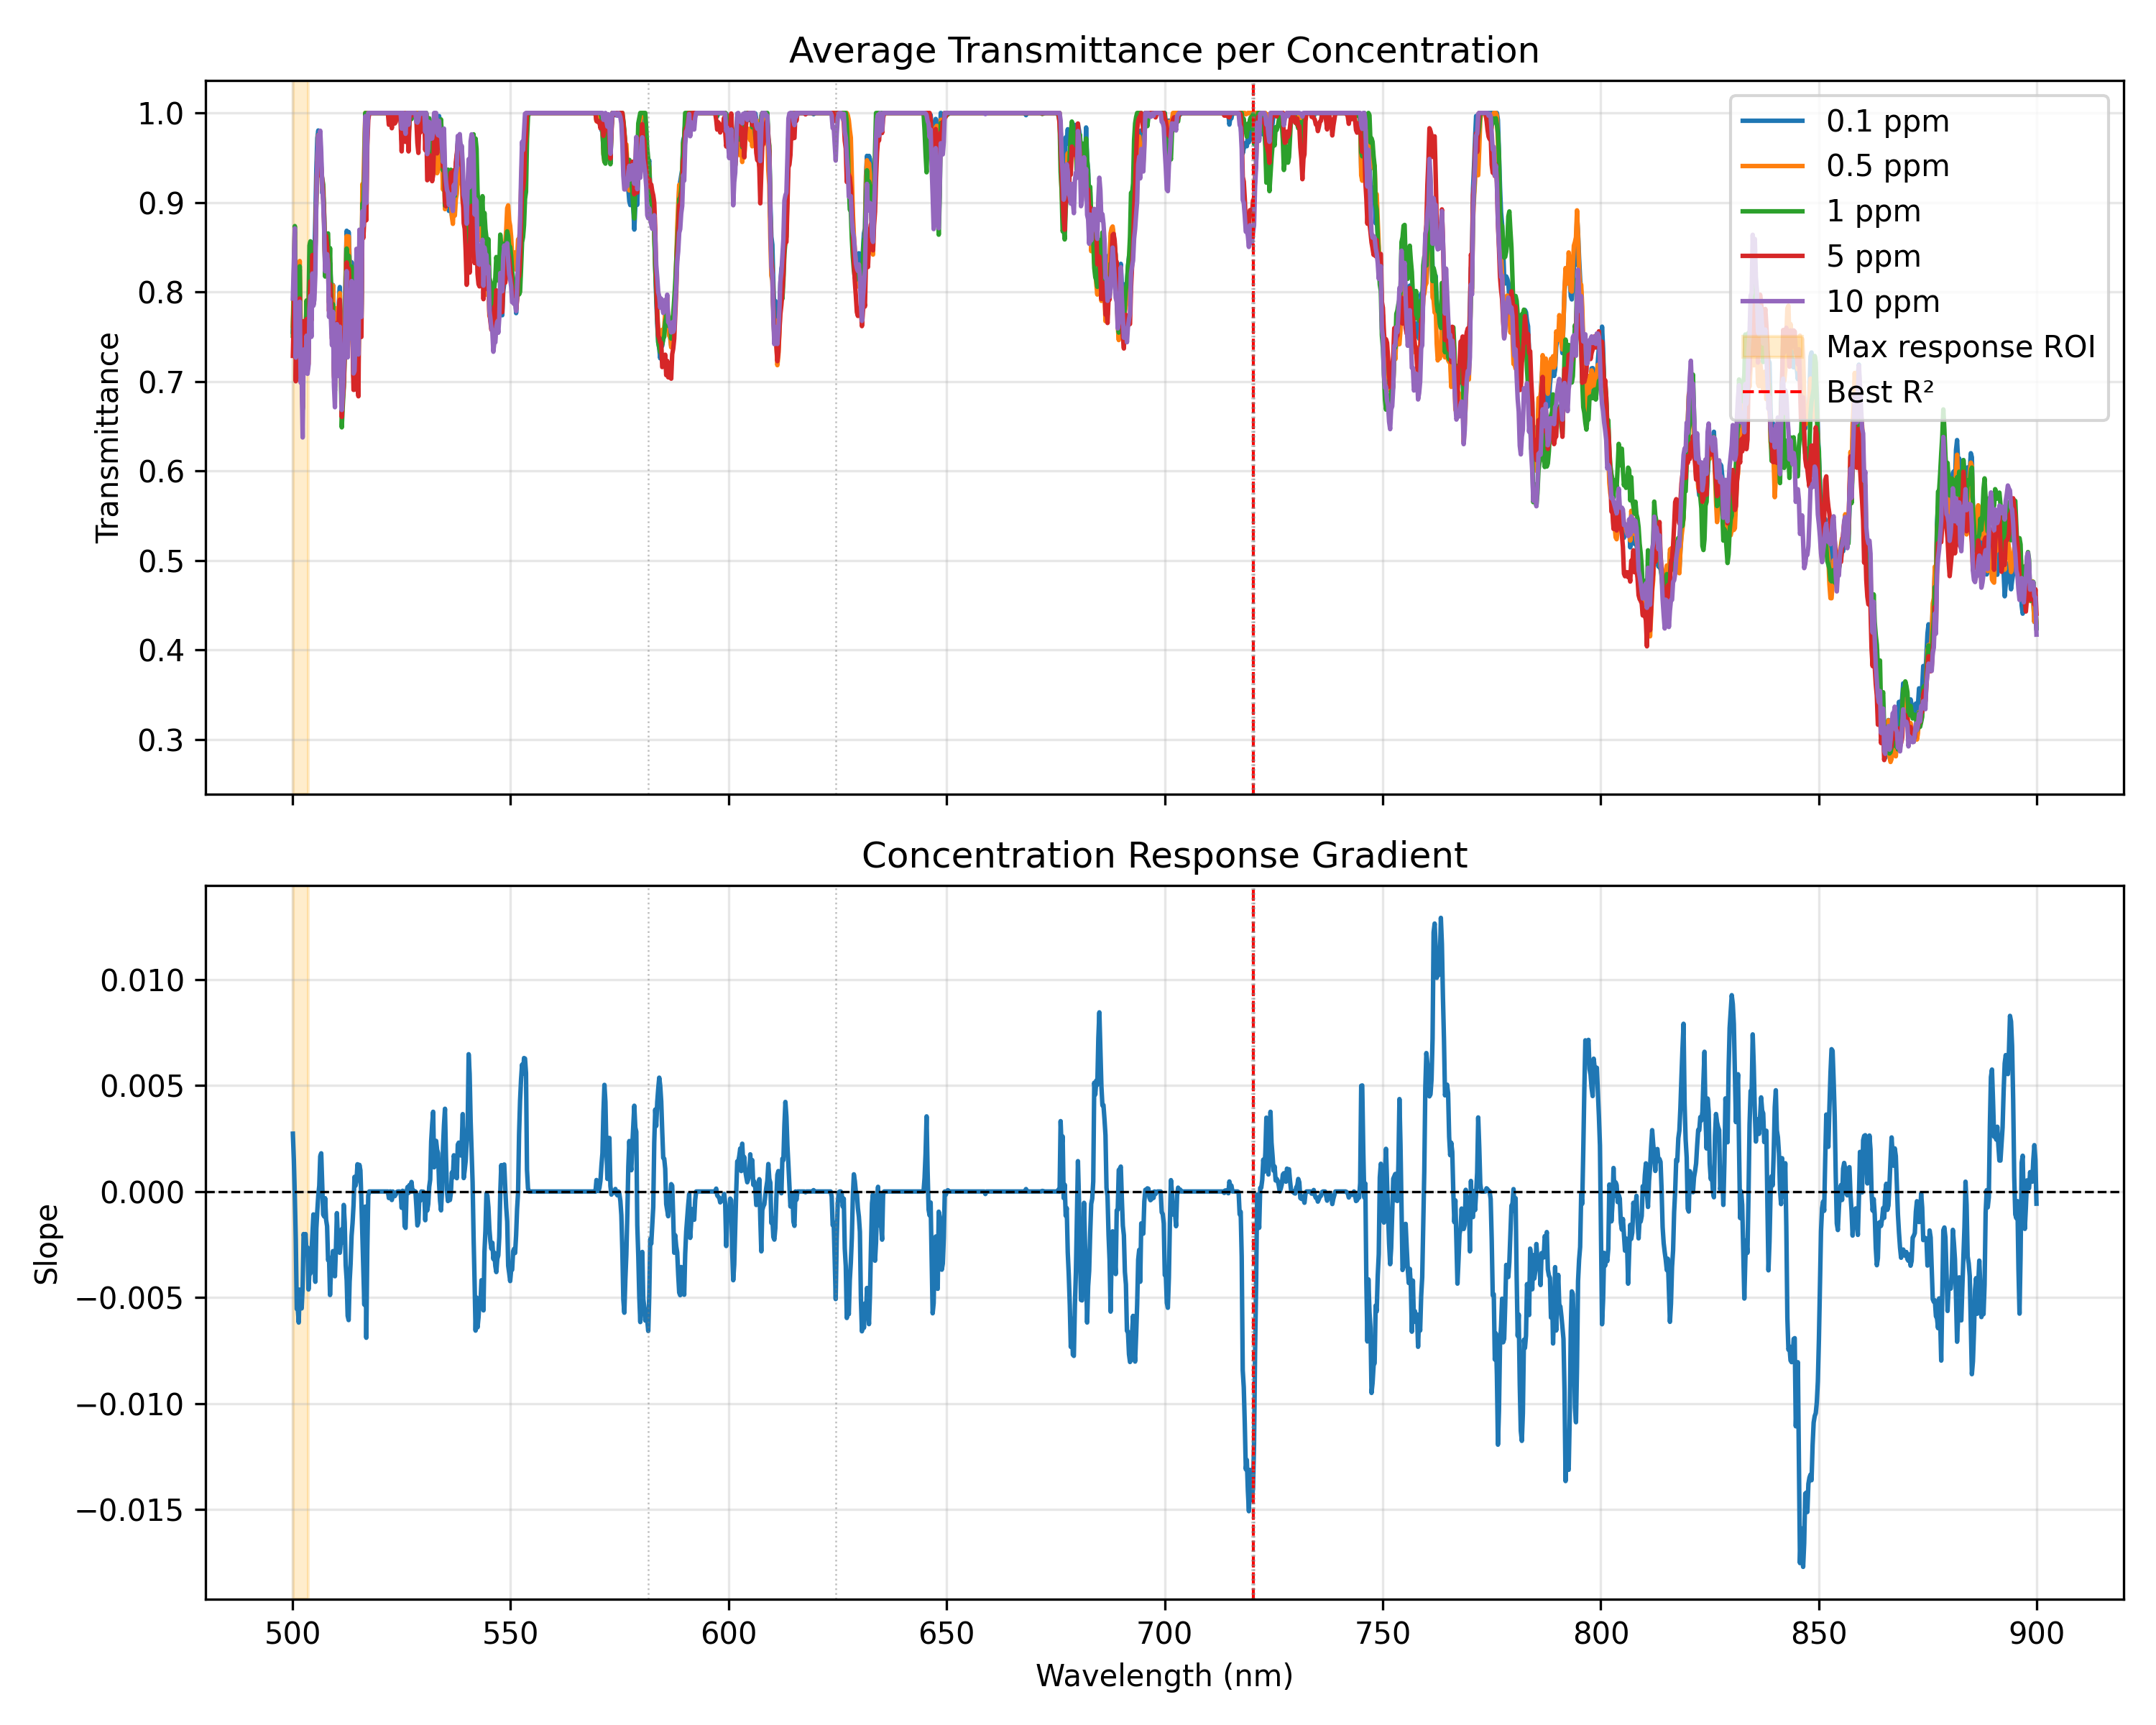 Average Transmittance per Concentration
Transmittance
1.0
0.9
0.8
0.7
0.6
0.5
0.4
0.3
0.1 ppm
0.5 ppm
1 ppm
5 ppm
10 ppm
Max response ROI
Best R²
Concentration Response Gradient
Slope
0.010
0.005
0.000
−0.005
−0.010
−0.015
500 550 600 650 700 750 800 850 900
Wavelength (nm)